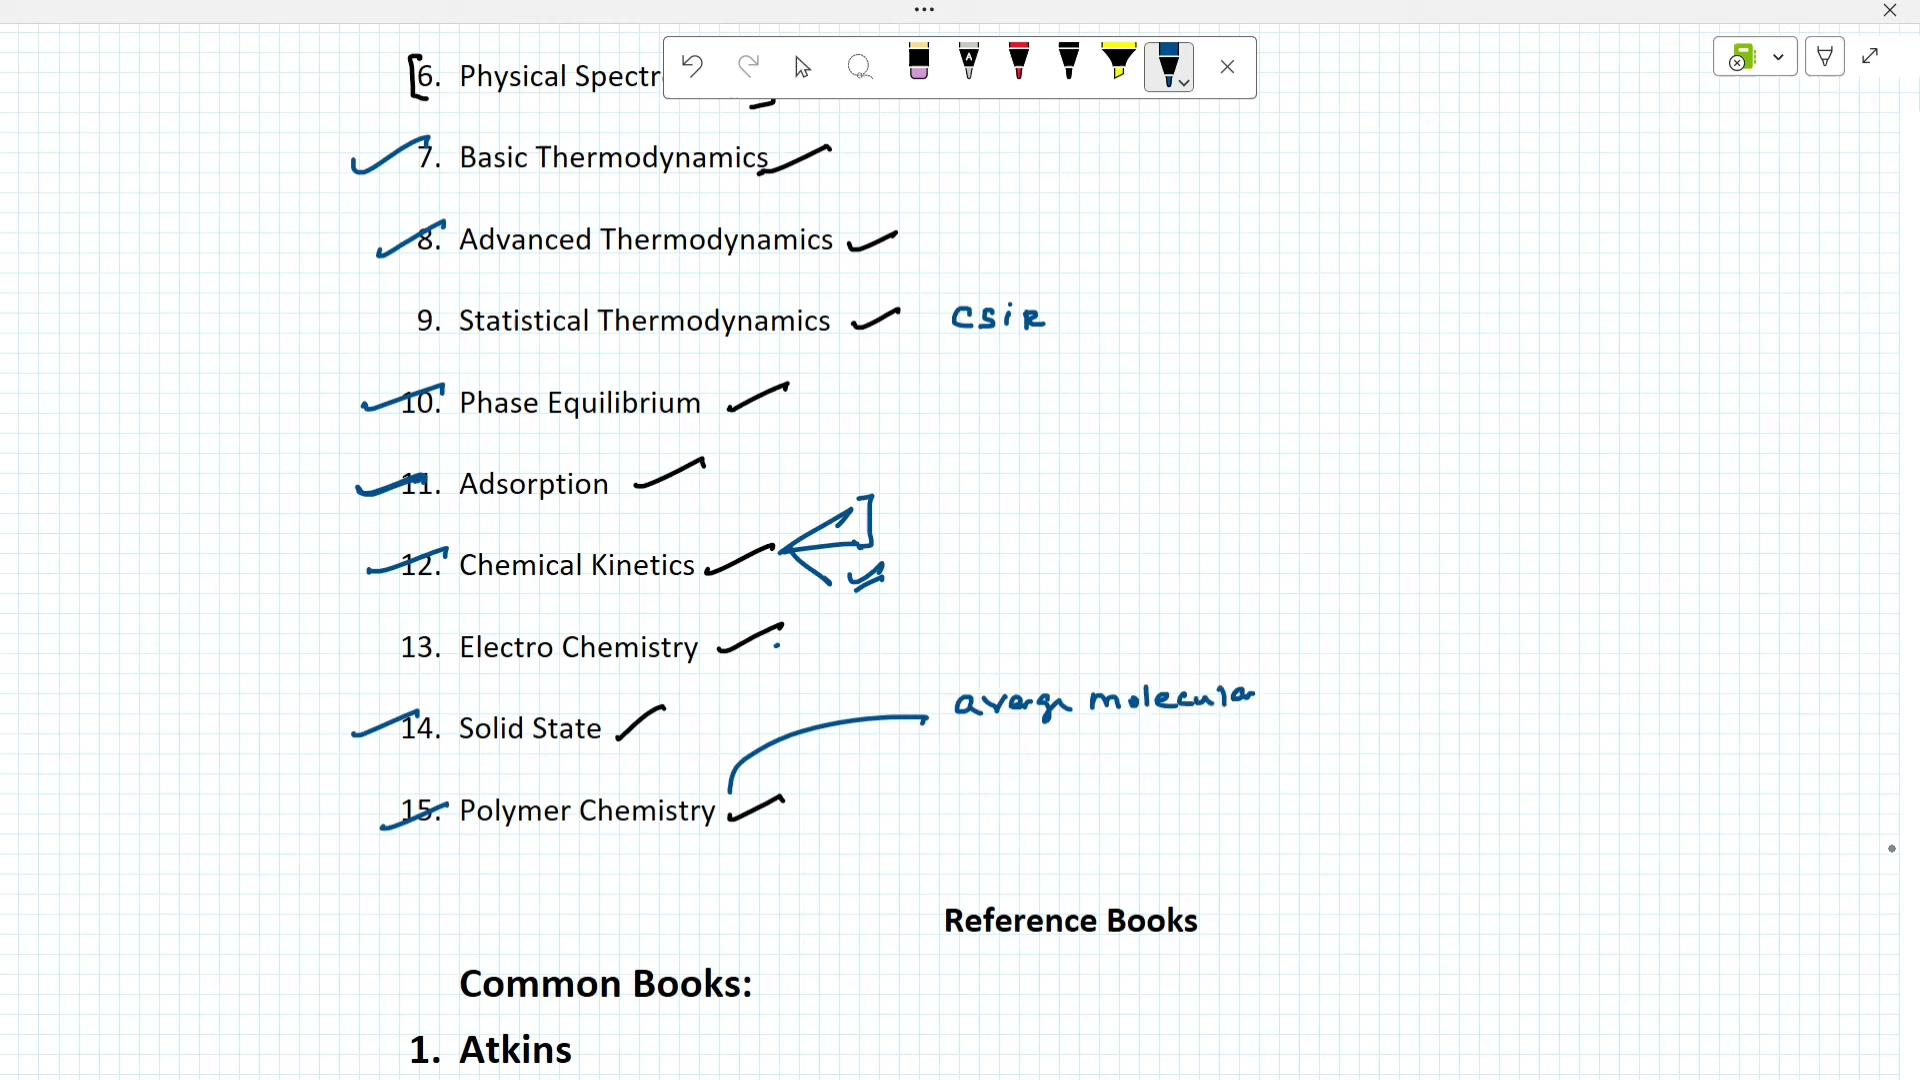 6. Physical Spectr
7. Basic Thermodynamics
8. Advanced Thermodynamics
9. Statistical Thermodynamics CSiR
10. Phase Equilibrium
11. Adsorption
12. Chemical Kinetics
13. Electro Chemistry
molecular
14. Solid State
15. Polymer Chemistry
Reference Books
Common Books:
1. Atkins